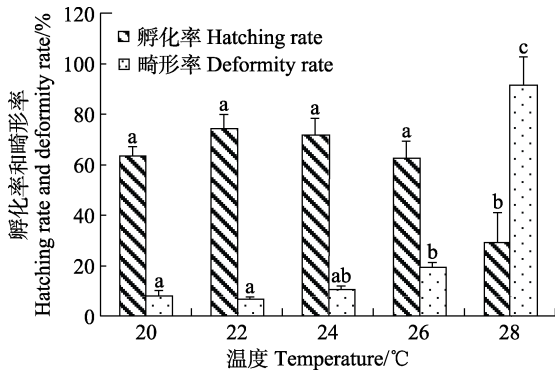 孵化率和畸形率
Hatching rate and deformity rate/%
120
100
80
60
40
20
0
孵化率 Hatching rate
畸形率 Deformity rate
a
a
a
a
a
a
ab
b
b
c
20
22
24
26
28
温度 Temperature/℃